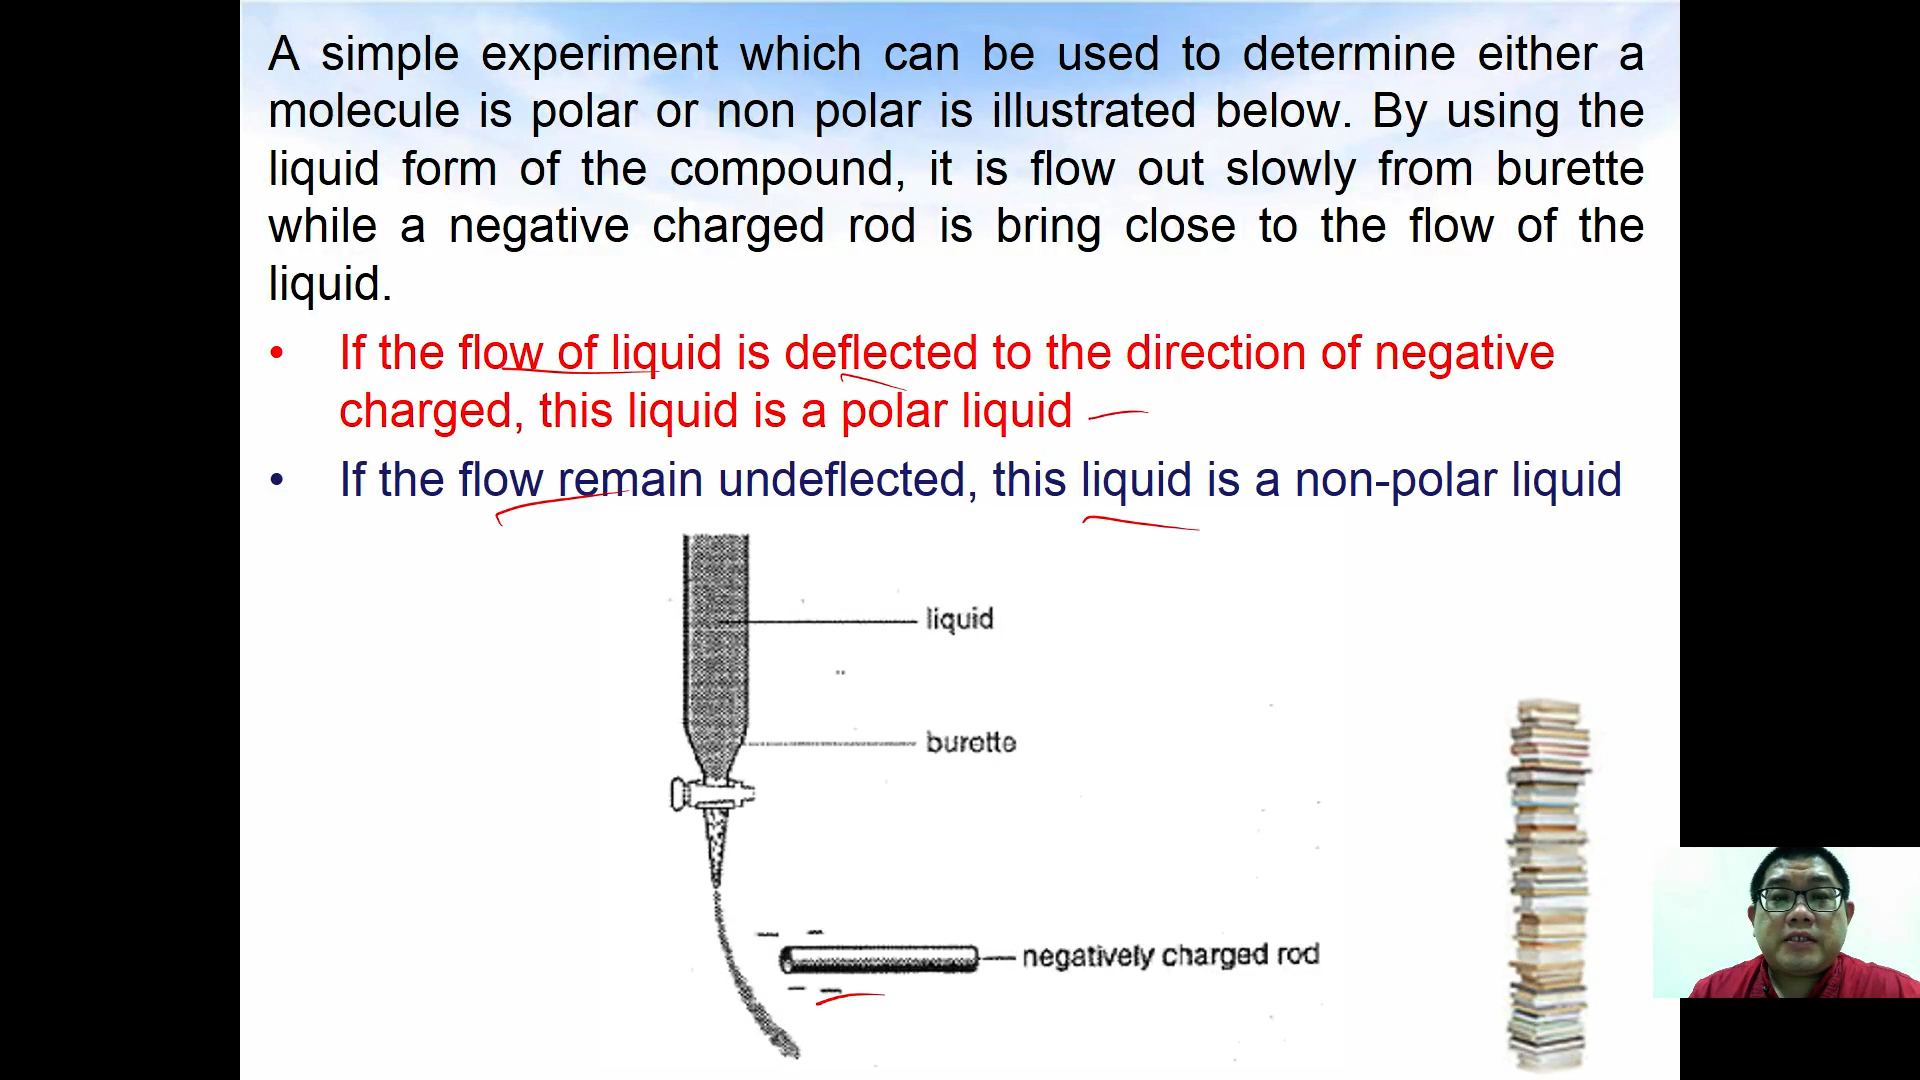 A simple experiment which can be used to determine either a
molecule is polar or non polar is illustrated below. By using the
liquid form of the compound, it is flow out slowly from burette
while a negative charged rod is bring close to the flow of the
liquid.
• If the flow of liquid is deflected to the direction of negative
charged, this liquid is a polar liquid
• If the flow remain undeflected, this liquid is a non-polar liquid
liquid
burette
negatively charged rod